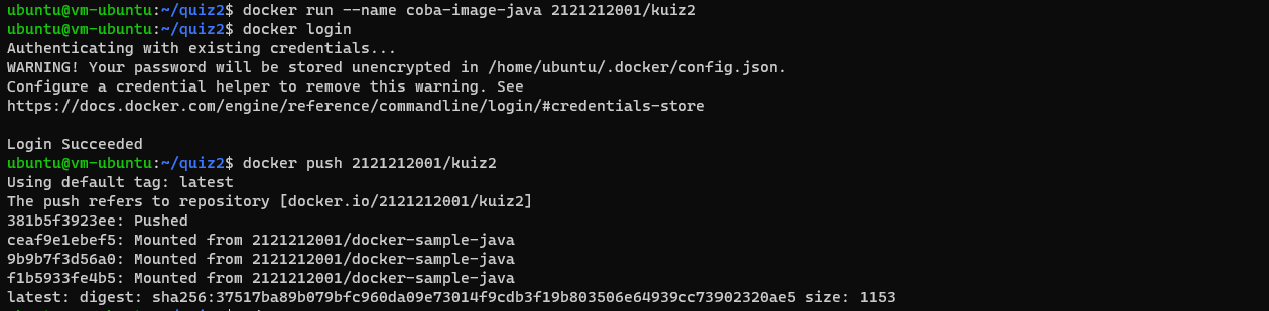 ubuntu@vm-ubuntu:~/quiz2$ docker run --name coba-image-java 2121212001/kuiz2
ubuntu@vm-ubuntu:~/quiz2$ docker login
Authenticating with existing credentials...
WARNING! Your password will be stored unencrypted in /home/ubuntu/.docker/config.json.
Configure a credential helper to remove this warning. See
https://docs.docker.com/engine/reference/commandline/login/#credentials-store
Login Succeeded
ubuntu@vm-ubuntu:~/quiz2$ docker push 2121212001/kuiz2
Using default tag: latest
The push refers to repository [docker.io/2121212001/kuiz2]
381b5f3923ee: Pushed
ceaf9e1ebef5: Mounted from 2121212001/docker-sample-java
9b9b7f3d56a0: Mounted from 2121212001/docker-sample-java
f1b5933fe4b5: Mounted from 2121212001/docker-sample-java
latest: digest: sha256:37517ba89b079bfc960da09e73014f9cdb3f19b803506e64939cc73902320ae5 size: 1153